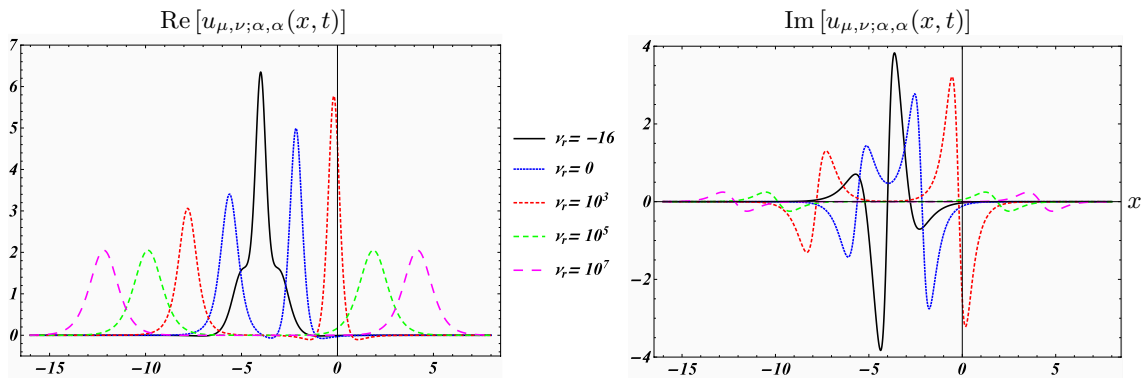 Re [u_{μ,ν;α,α}(x, t)]
Im [u_{μ,ν;α,α}(x, t)]
7
6
5
4
3
2
1
0
−15
−10
−5
0
5
ν_r = −16
ν_r = 0
ν_r = 10^3
ν_r = 10^5
ν_r = 10^7
4
2
0
−2
−4
−15
−10
−5
0
5
x